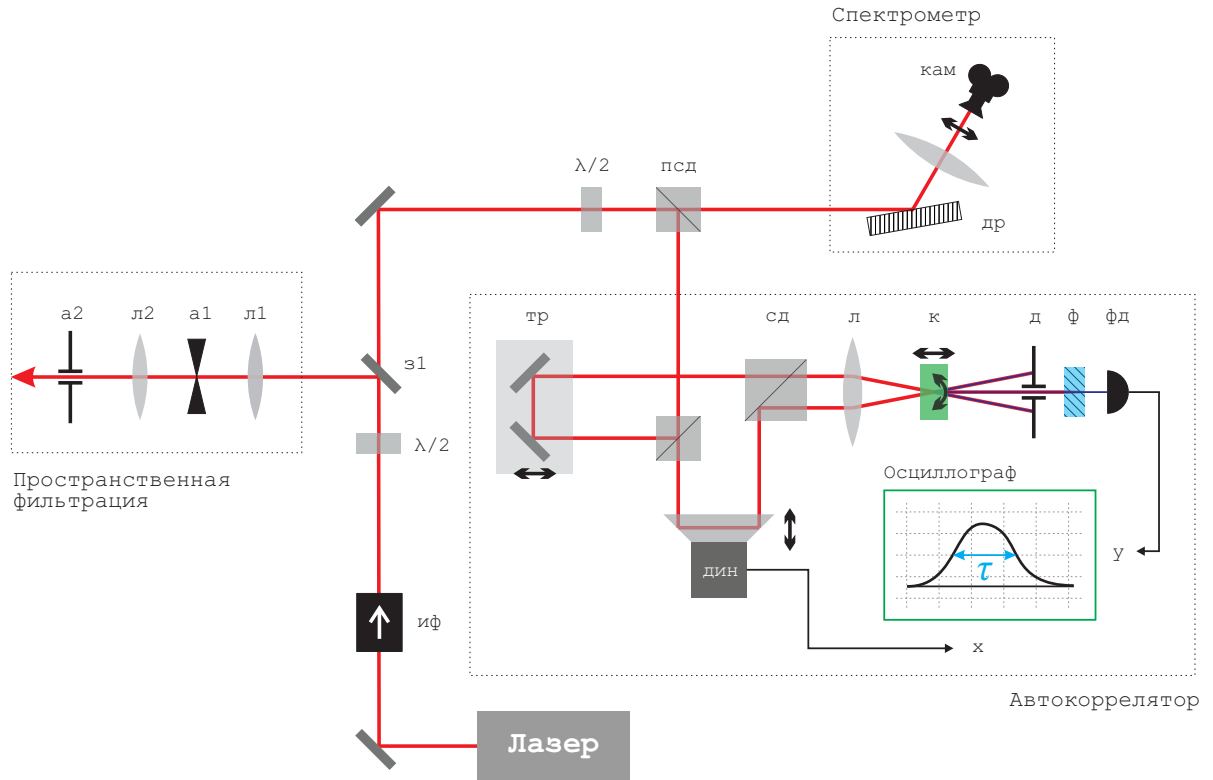 Спектрометр
кам
λ/2
псд
др
а2
л2
а1
л1
з1
тр
сд
л
к
д
ф
фд
λ/2
Пространственная
фильтрация
Осциллограф
τ
y
дин
иф
x
Автокоррелятор
Лазер